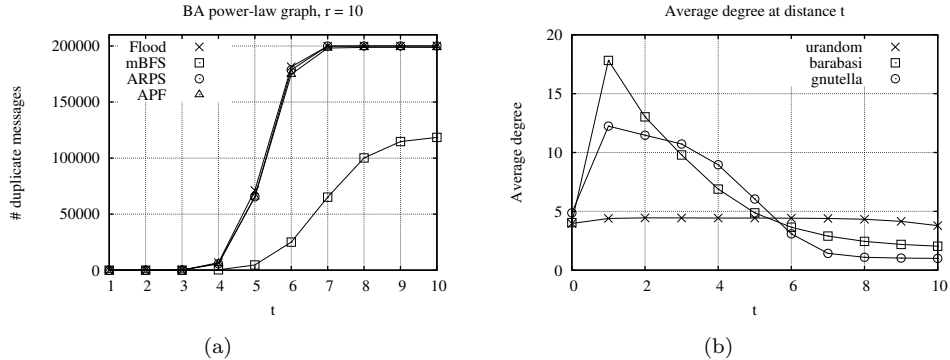 BA power-law graph, r = 10
# duplicate messages
200000
150000
100000
50000
0
Flood
mBFS
ARPS
APF
1 2 3 4 5 6 7 8 9 10
t
(a)
Average degree at distance t
Average degree
20
15
10
5
0
urandom
barabasi
gnutella
0 2 4 6 8 10
t
(b)